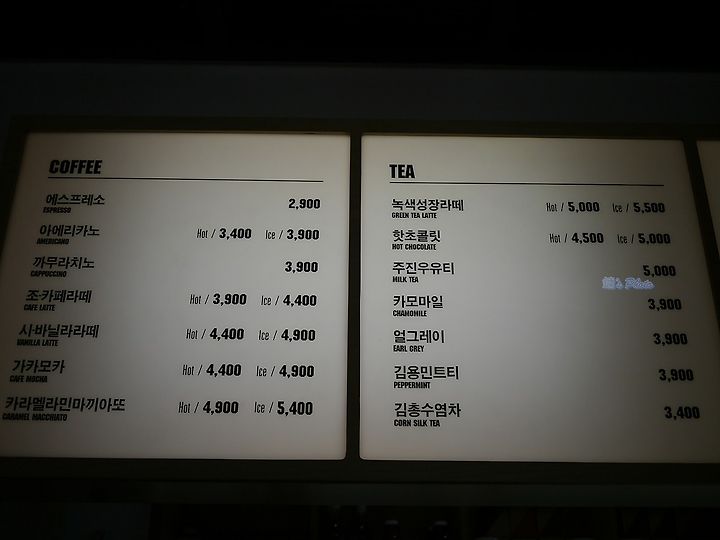 COFFEE
에스프레소 2,900
ESPRESSO
아메리카노 Hot / 3,400 Ice / 3,900
AMERICANO
까무라치노 3,900
CAPPUCCINO
조·카페라떼 Hot / 3,900 Ice / 4,400
CAFE LATTE
시·바닐라라떼 Hot / 4,400 Ice / 4,900
VANILLA LATTE
가카모카 Hot / 4,400 Ice / 4,900
CAFE MOCHA
카라멜라민마끼아또 Hot / 4,900 Ice / 5,400
CARAMEL MACCHIATO
TEA
녹색성장라떼 Hot / 5,000 Ice / 5,500
GREEN TEA LATTE
핫초콜릿 Hot / 4,500 Ice / 5,000
HOT CHOCOLATE
주진우유티 5,000
MILK TEA
's Photo
카모마일 3,900
CHAMOMILE
얼그레이 3,900
EARL GREY
김용민트티 3,900
PEPPERMINT
김총수염차 3,400
CORN SILK TEA